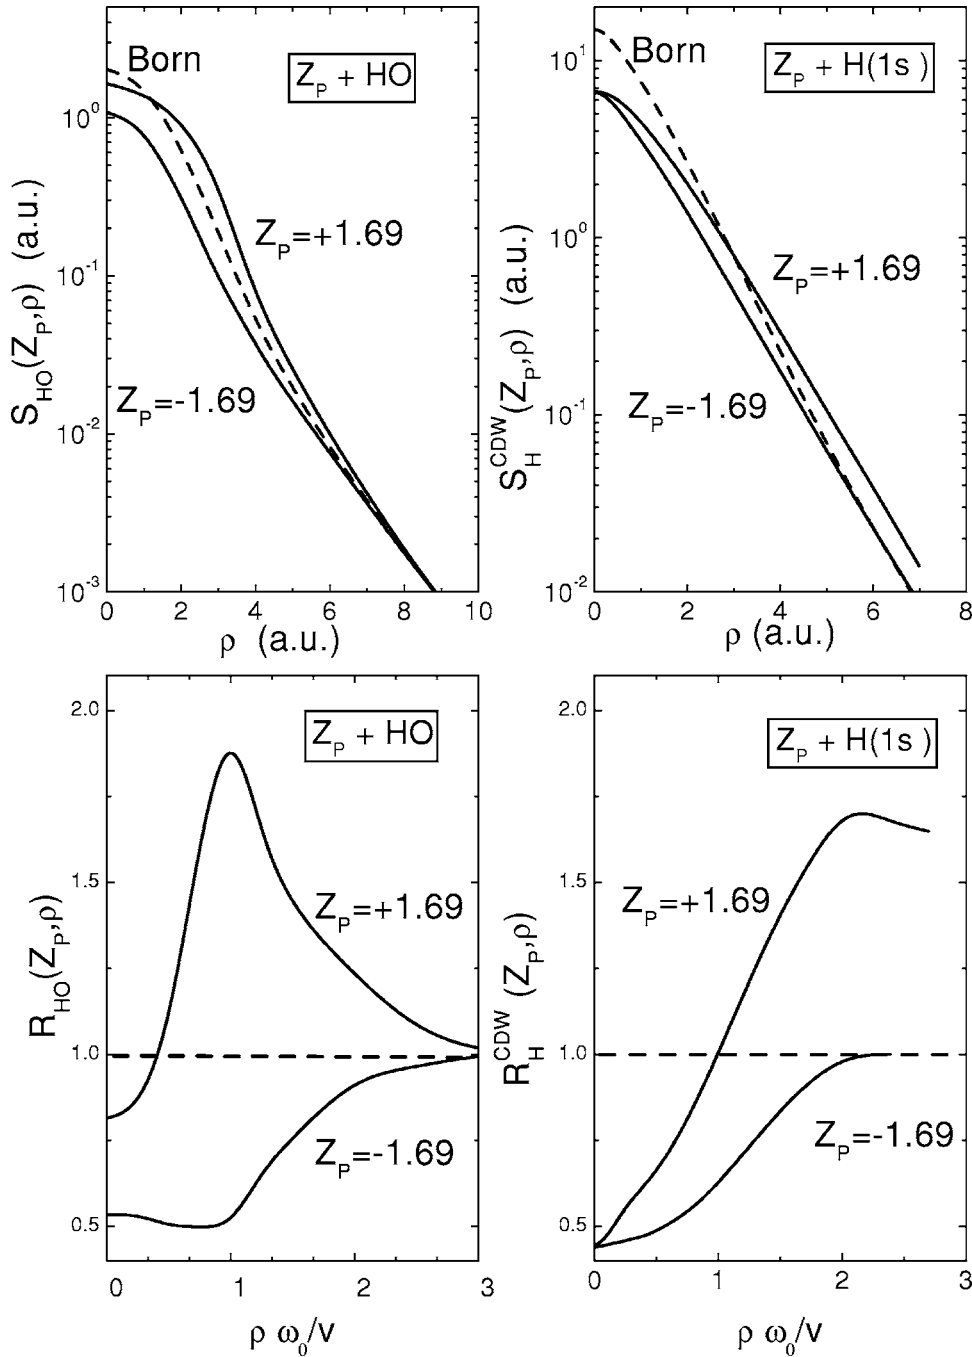 Born
Z_P + HO
10^0
10^-1
10^-2
10^-3
S_HO(Z_P,ρ) (a.u.)
Z_P=+1.69
Z_P=-1.69
0 2 4 6 8 10
ρ (a.u.)
Born
Z_P + H(1s)
10^1
10^0
10^-1
10^-2
S_H^CDW(Z_P,ρ) (a.u.)
Z_P=+1.69
Z_P=-1.69
0 2 4 6 8
ρ (a.u.)
Z_P + HO
2.0
1.5
1.0
0.5
R_HO(Z_P,ρ)
Z_P=+1.69
Z_P=-1.69
0 1 2 3
ρ ω_0/v
Z_P + H(1s)
2.0
1.5
1.0
0.5
R_H^CDW (Z_P,ρ)
Z_P=+1.69
Z_P=-1.69
0 1 2 3
ρ ω_0/v